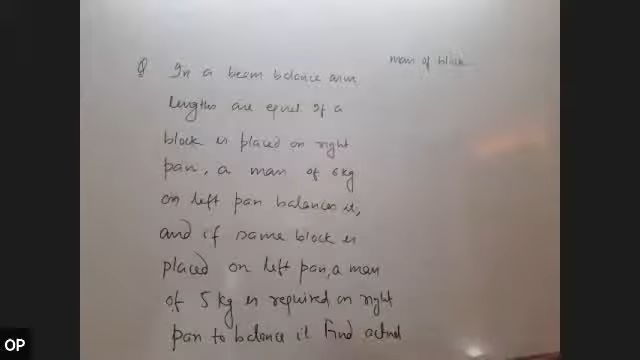 Q In a beam balance arm
lengths are equal if a
block is placed on right
pan, a mass of 6kg
on left pan balances it,
and if same block is
placed on left pan, a mass
of 5 kg is required on right
pan to balance it find actual
mass of block
OP